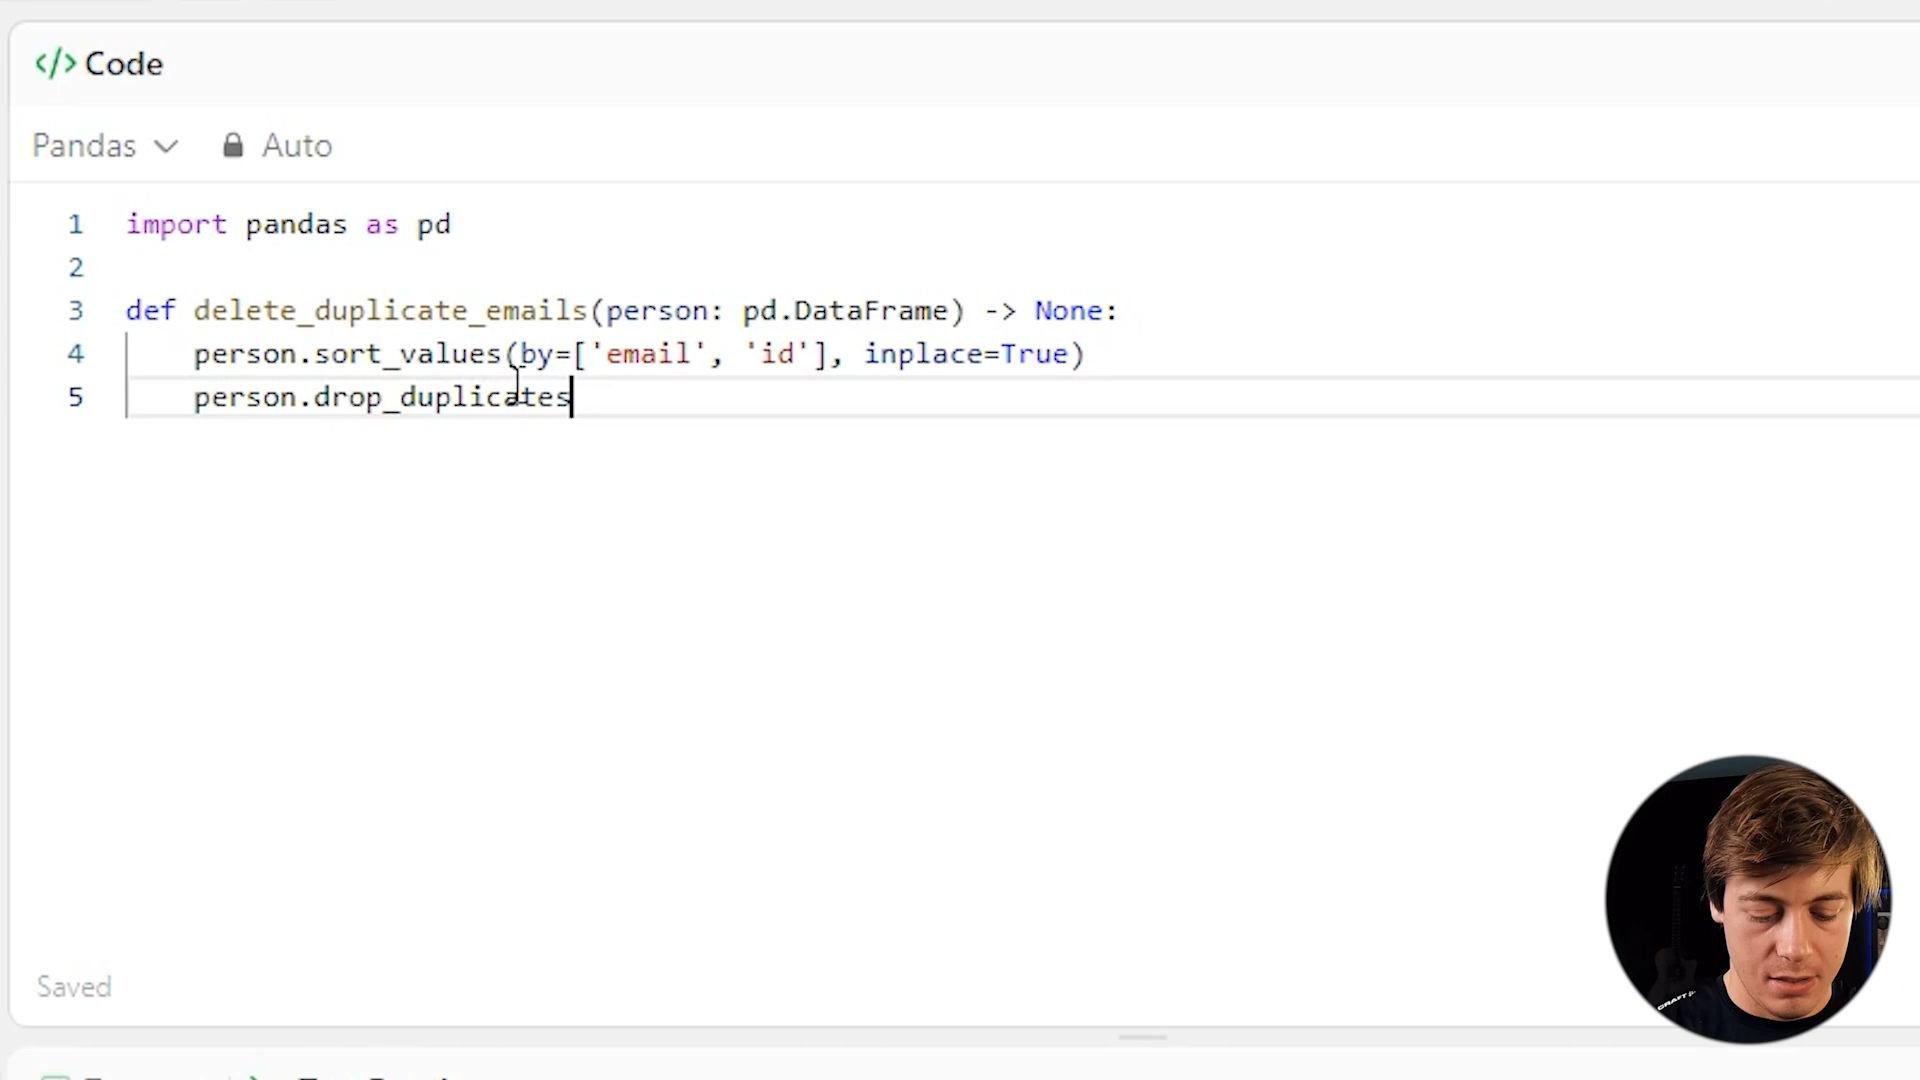 </> Code
Pandas Auto
1 import pandas as pd
2
3 def delete_duplicate_emails(person: pd.DataFrame) -> None:
4 person.sort_values(by=['email', 'id'], inplace=True)
5 person.drop_duplicates
Saved
CRAFT